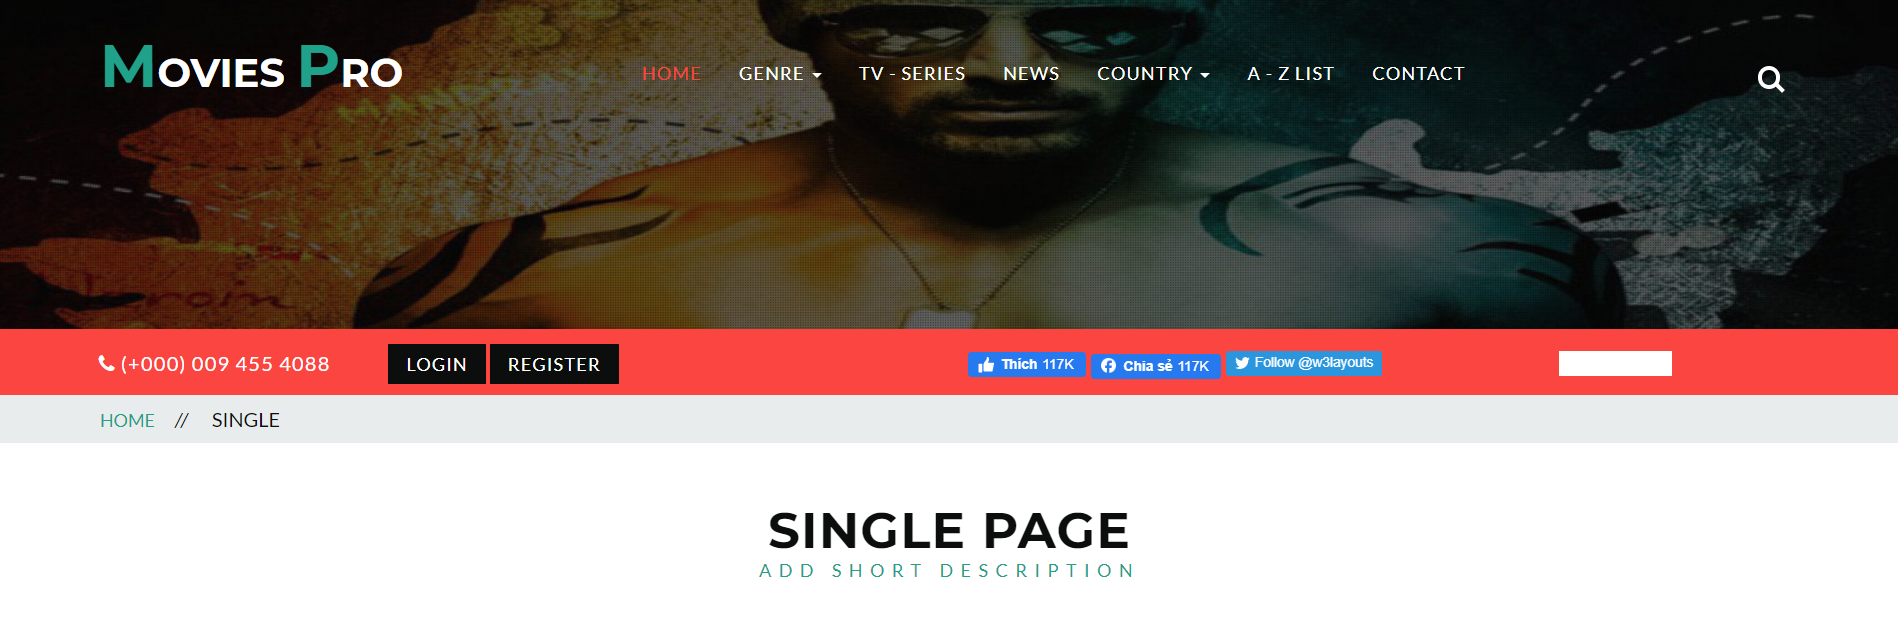 MOVIES PRO
HOME GENRE TV - SERIES NEWS COUNTRY A - Z LIST CONTACT
(+000) 009 455 4088 LOGIN REGISTER Thích 117K Chia sẻ 117K Follow @w3layouts
HOME // SINGLE
SINGLE PAGE
ADD SHORT DESCRIPTION